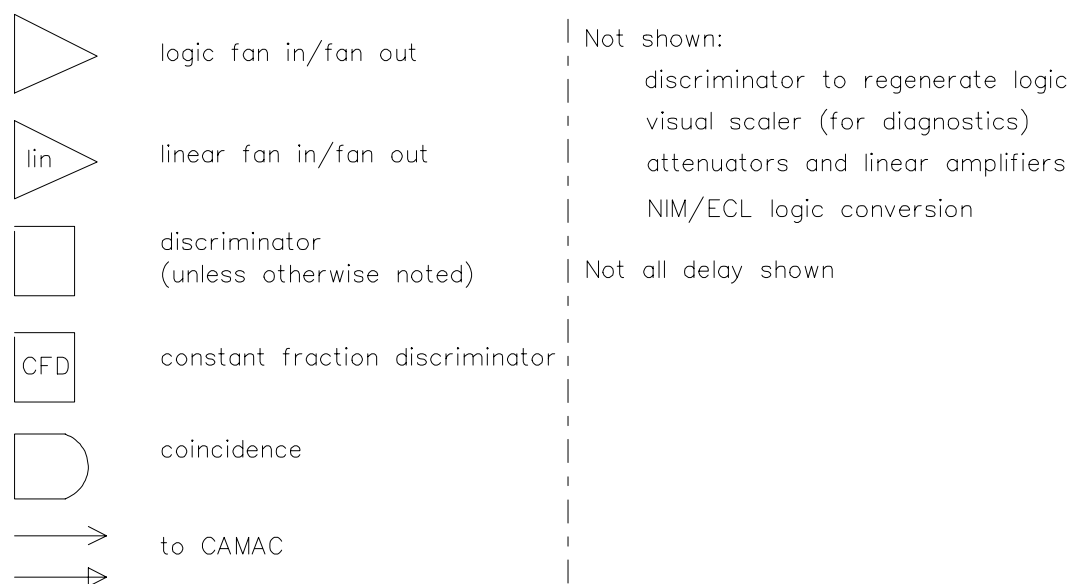 logic fan in/fan out
lin
linear fan in/fan out
discriminator
(unless otherwise noted)
CFD
constant fraction discriminator
coincidence
to CAMAC
Not shown:
discriminator to regenerate logic
visual scaler (for diagnostics)
attenuators and linear amplifiers
NIM/ECL logic conversion
Not all delay shown